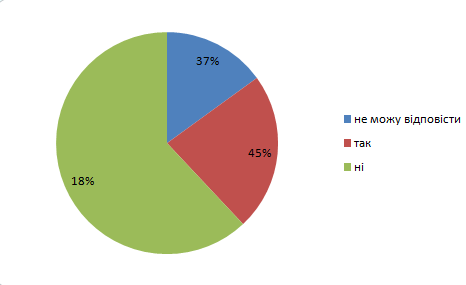 37%
45%
18%
не можу відповісти
так
ні